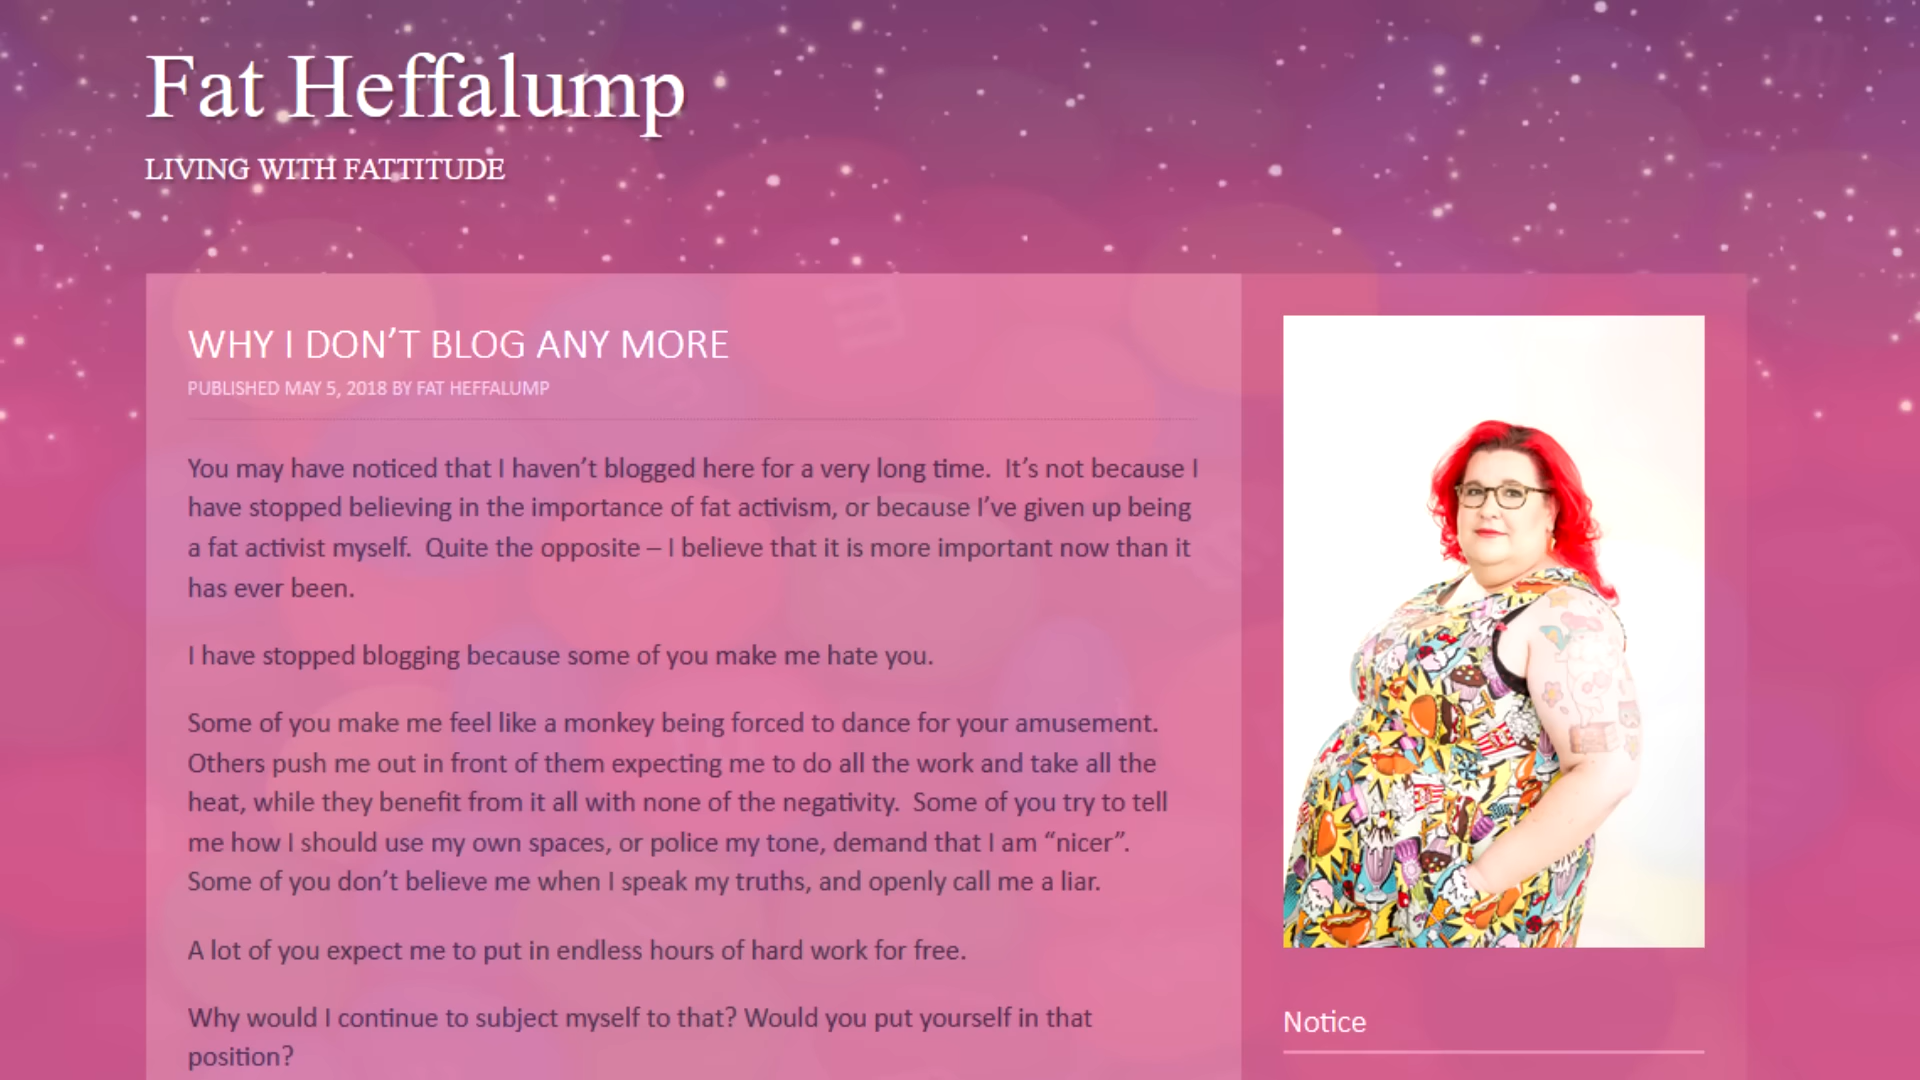 Fat Heffalump
LIVING WITH FATTITUDE
WHY I DON’T BLOG ANY MORE
PUBLISHED MAY 5, 2018 BY FAT HEFFALUMP
You may have noticed that I haven’t blogged here for a very long time.  It’s not because I
have stopped believing in the importance of fat activism, or because I’ve given up being
a fat activist myself.  Quite the opposite – I believe that it is more important now than it
has ever been.
I have stopped blogging because some of you make me hate you.
Some of you make me feel like a monkey being forced to dance for your amusement.
Others push me out in front of them expecting me to do all the work and take all the
heat, while they benefit from it all with none of the negativity.  Some of you try to tell
me how I should use my own spaces, or police my tone, demand that I am “nicer”.
Some of you don’t believe me when I speak my truths, and openly call me a liar.
A lot of you expect me to put in endless hours of hard work for free.
Why would I continue to subject myself to that? Would you put yourself in that
position?
Notice